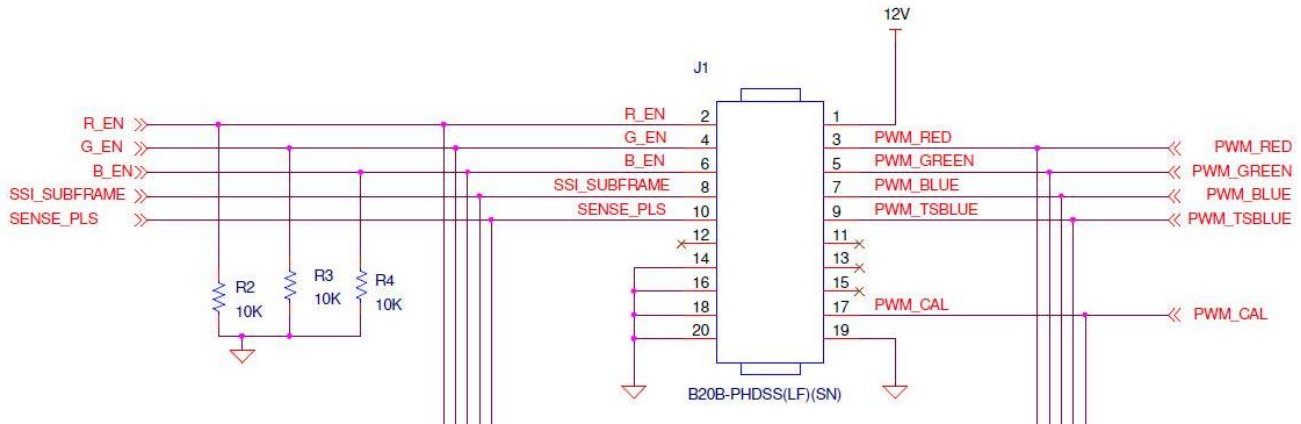 12V
J1
R_EN R_EN 2 1
G_EN G_EN 4 3 PWM_RED PWM_RED
B_EN B_EN 6 5 PWM_GREEN PWM_GREEN
SSI_SUBFRAME SSI_SUBFRAME 8 7 PWM_BLUE PWM_BLUE
SENSE_PLS SENSE_PLS 10 9 PWM_TSBLUE PWM_TSBLUE
12 11
14 13
R2 R3 R4 16 15
10K 10K 10K 18 17 PWM_CAL PWM_CAL
20 19
B20B-PHDSS(LF)(SN)